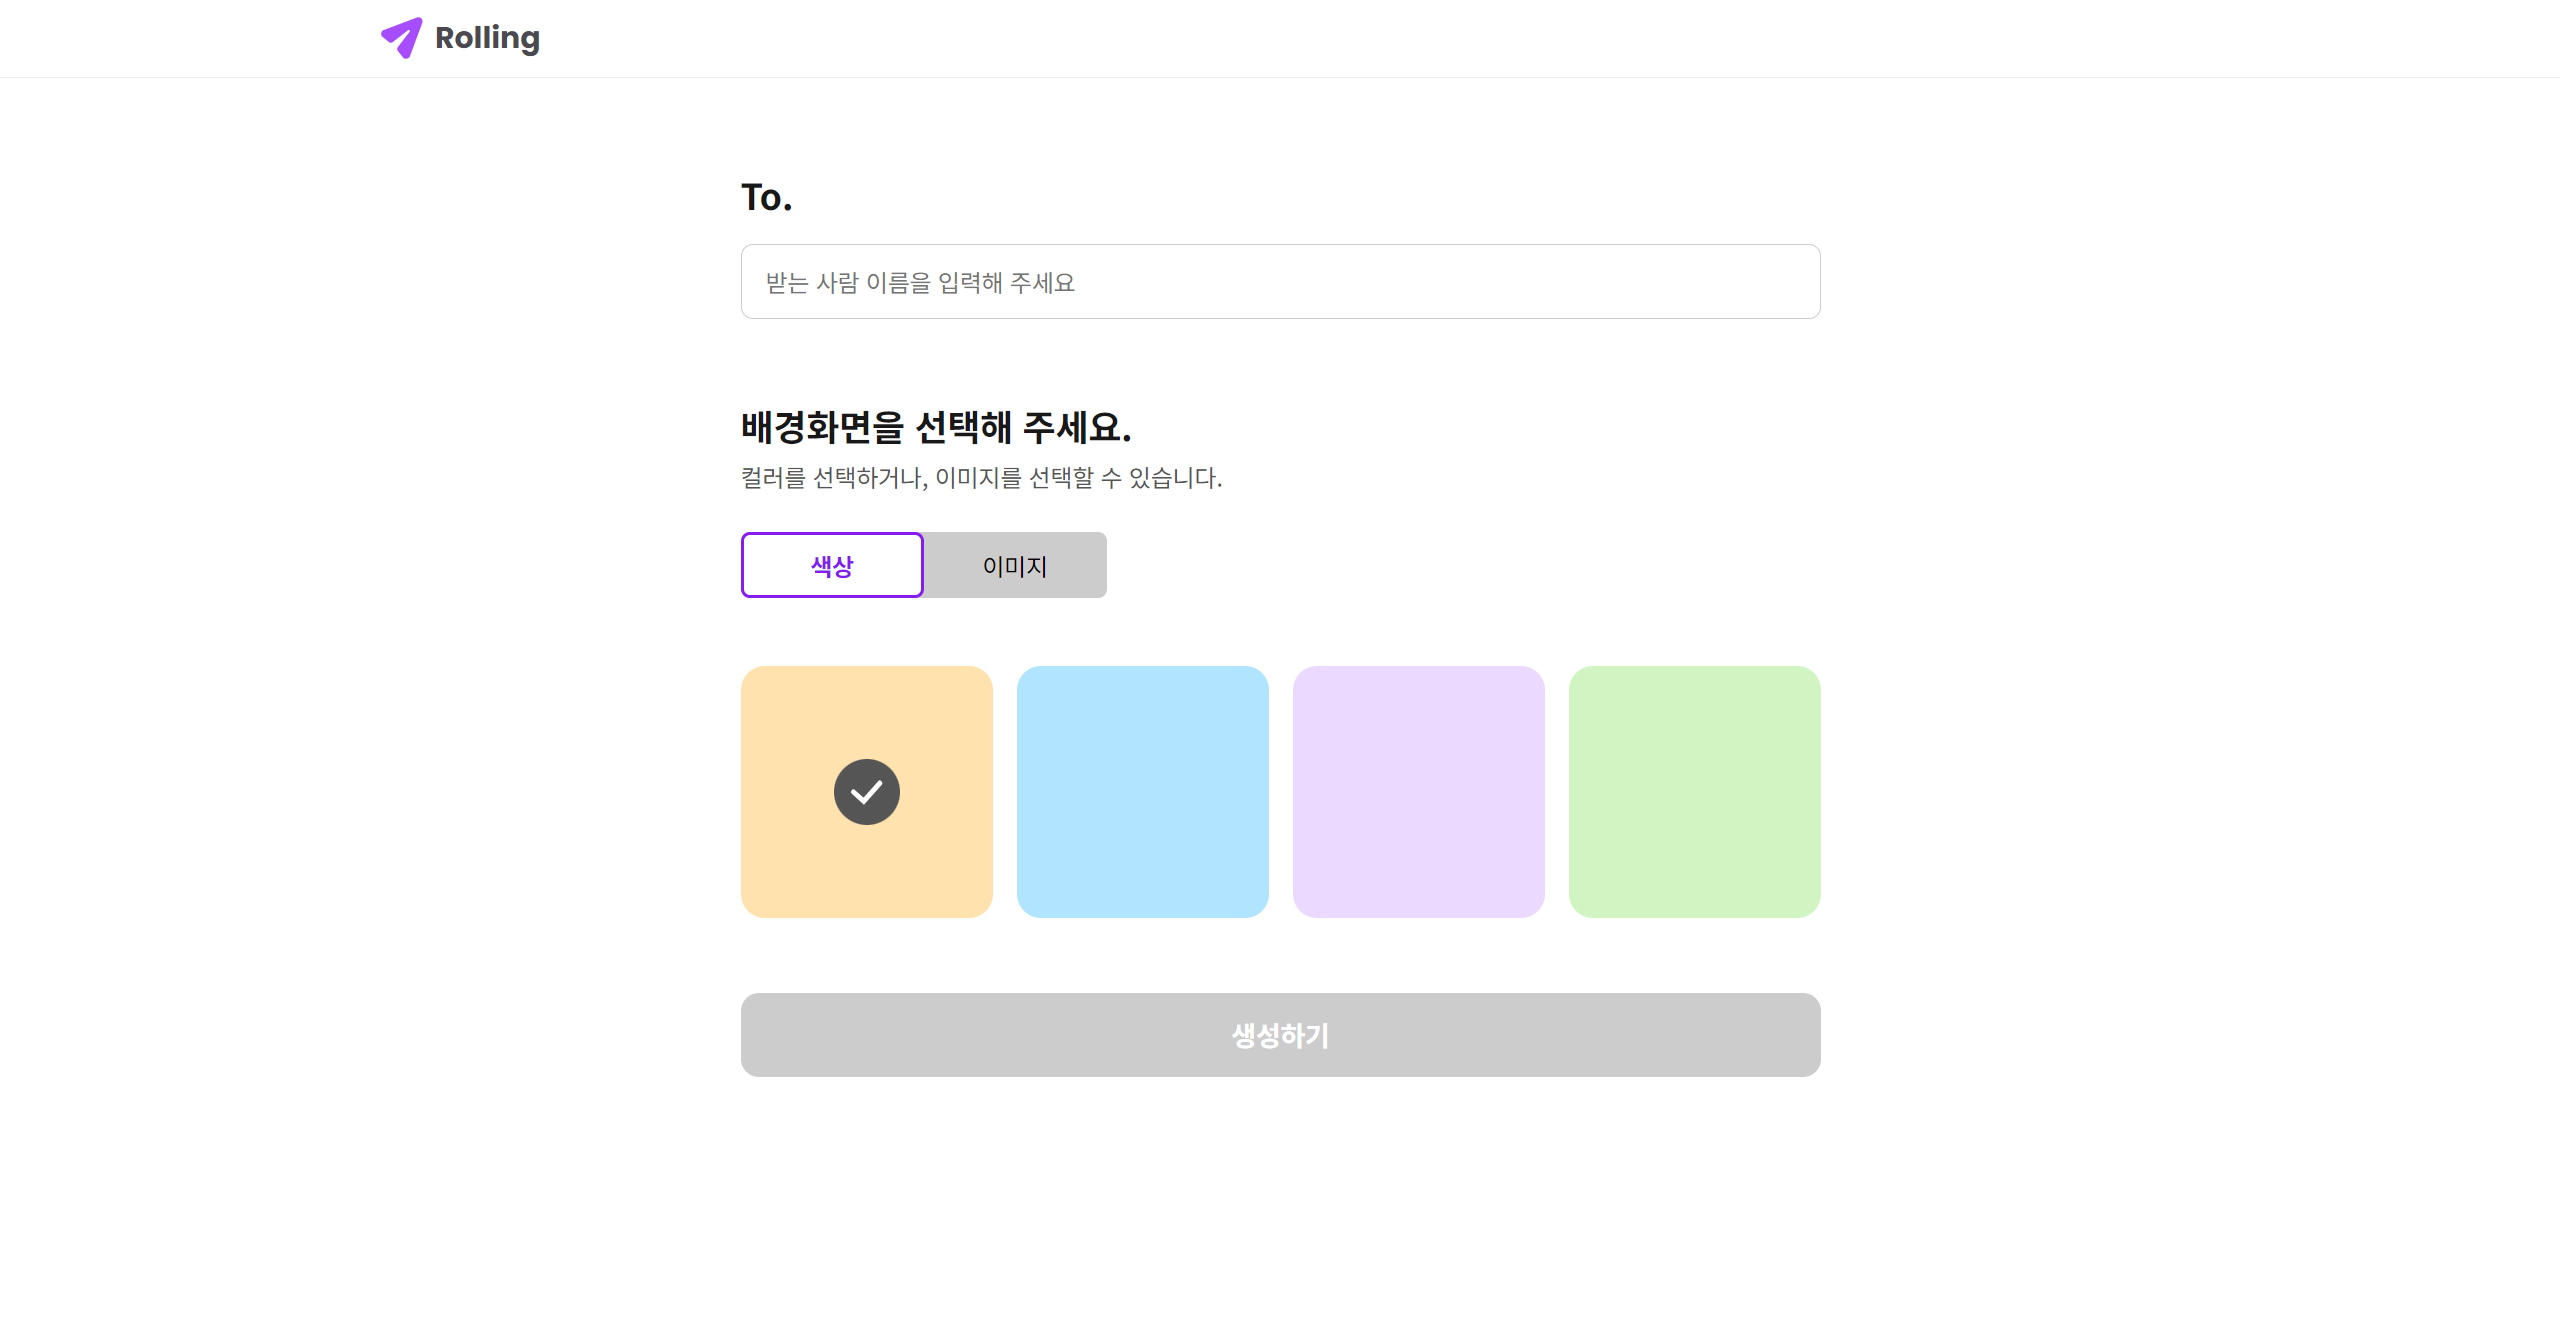 Rolling
To.
받는 사람 이름을 입력해 주세요
배경화면을 선택해 주세요.
컬러를 선택하거나, 이미지를 선택할 수 있습니다.
색상
이미지
생성하기